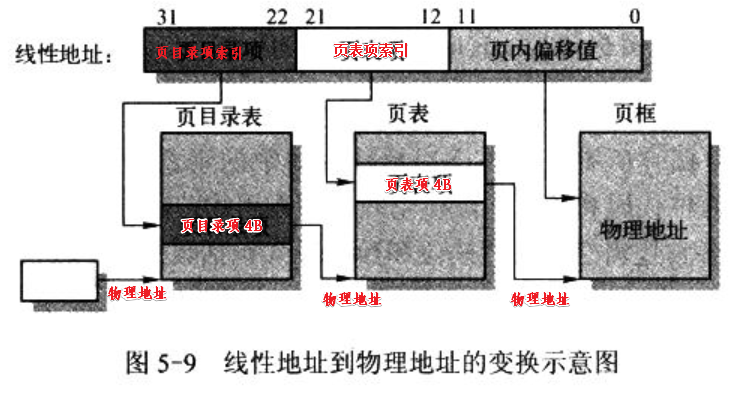 31 22 21 12 11 0
线性地址: 页目录项索引 页表项索引 页内偏移值
页目录表 页表 页框
页表项 4B
页目录项 4B 物理地址
物理地址 物理地址 物理地址
图 5-9 线性地址到物理地址的变换示意图